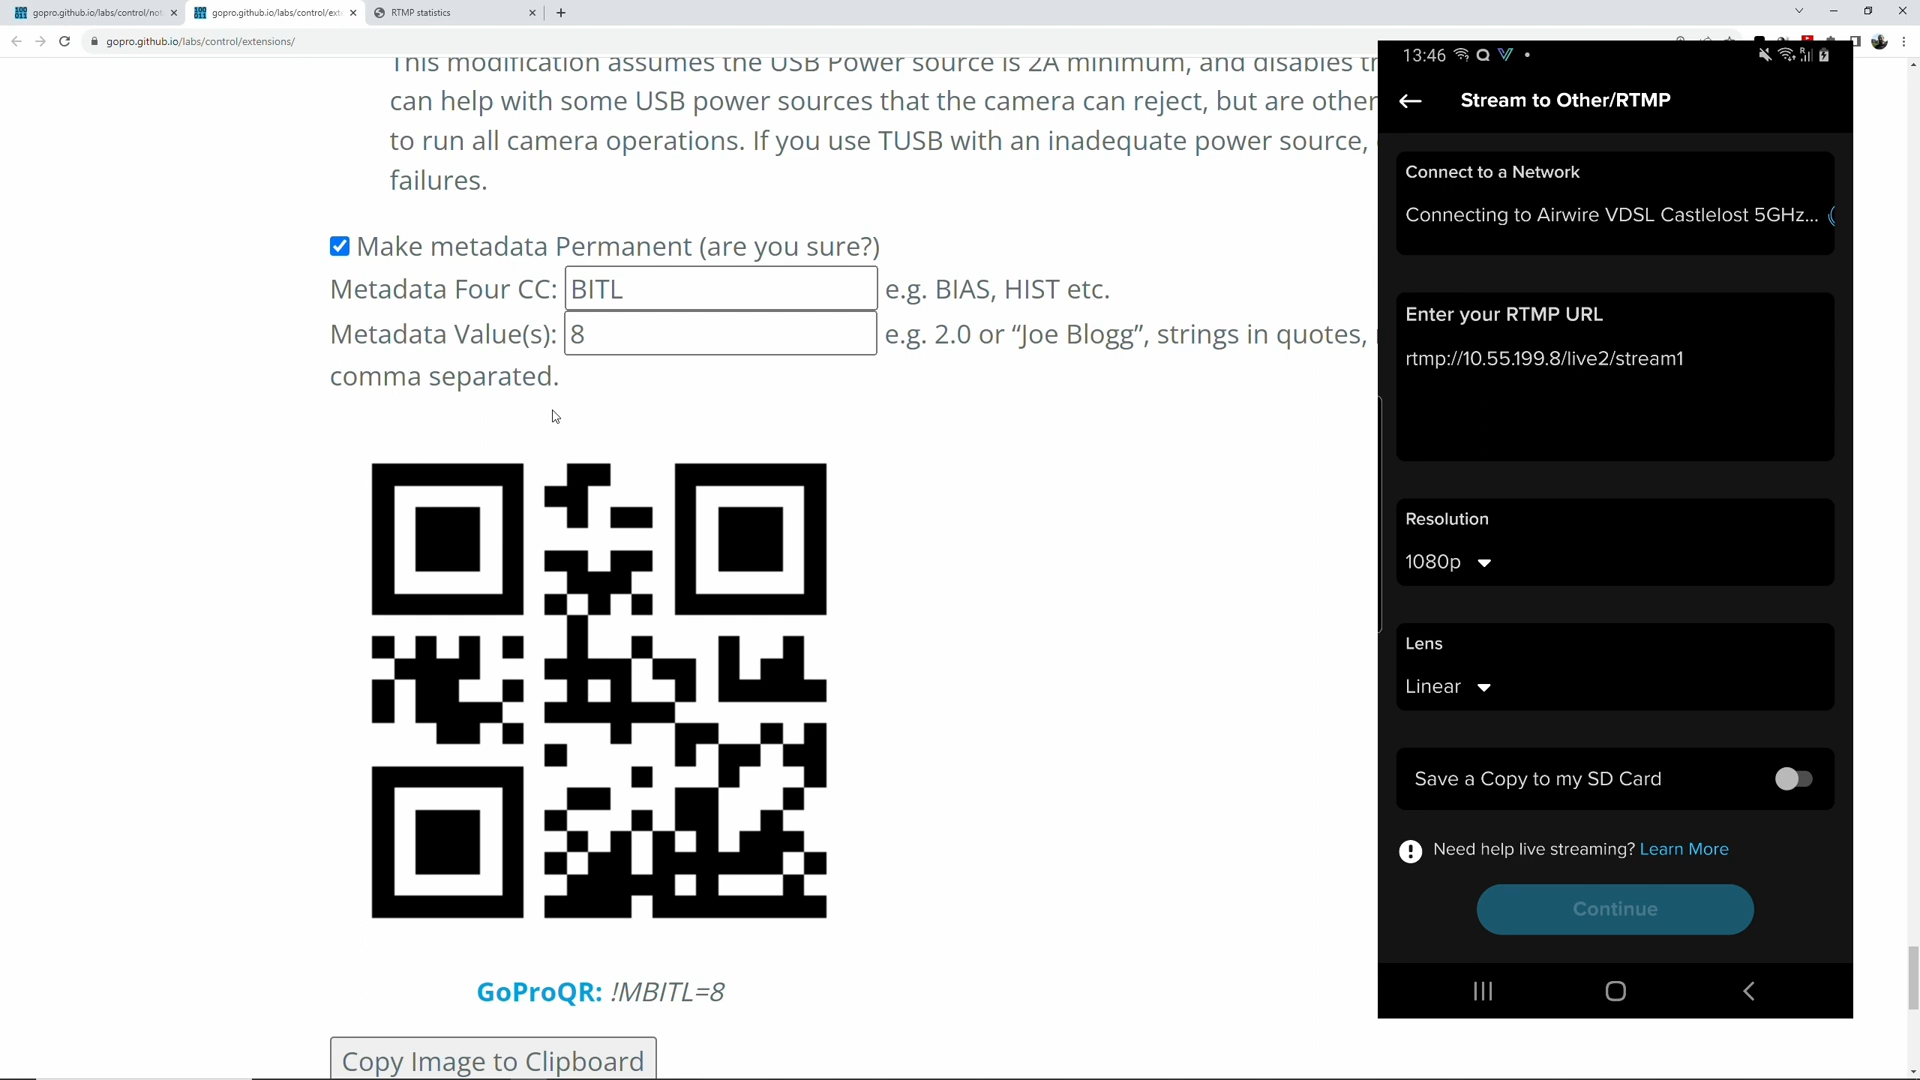 gopro.github.io/labs/control/not
gopro.github.io/labs/control/ext
RTMP statistics
gopro.github.io/labs/control/extensions/
This modification assumes the USB Power source is 2A minimum, and disables th
can help with some USB power sources that the camera can reject, but are other
to run all camera operations. If you use TUSB with an inadequate power source,
failures.
Make metadata Permanent (are you sure?)
Metadata Four CC: BITL e.g. BIAS, HIST etc.
Metadata Value(s): 8 e.g. 2.0 or “Joe Blogg”, strings in quotes,
comma separated.
GoProQR: !MBITL=8
Copy Image to Clipboard
13:46
Stream to Other/RTMP
Connect to a Network
Connecting to Airwire VDSL Castlelost 5GHz...
Enter your RTMP URL
rtmp://10.55.199.8/live2/stream1
Resolution
1080p
Lens
Linear
Save a Copy to my SD Card
Need help live streaming? Learn More
Continue